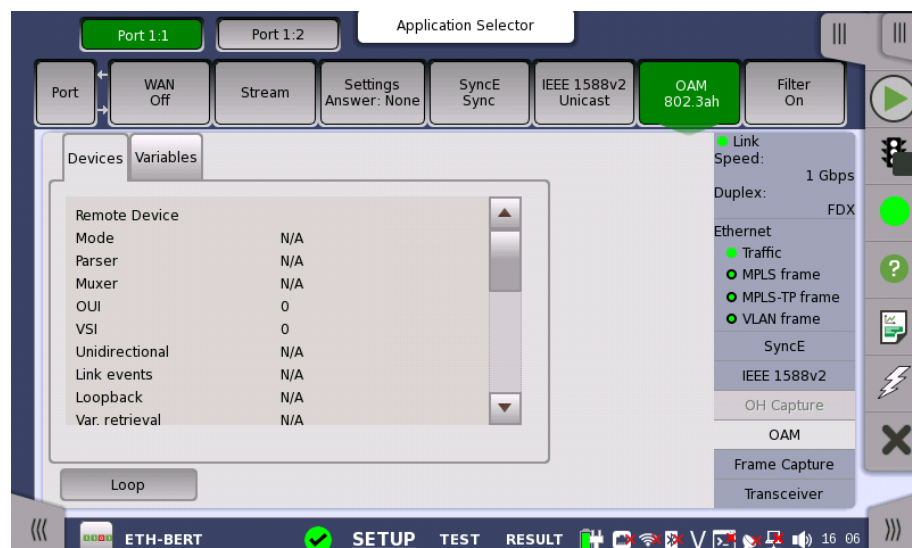 Application Selector
Port 1:1
Port 1:2
Port
WAN
Off
Stream
Settings
Answer: None
SyncE
Sync
IEEE 1588v2
Unicast
OAM
802.3ah
Filter
On
Devices
Variables
Remote Device
Mode N/A
Parser N/A
Muxer N/A
OUI 0
VSI 0
Unidirectional N/A
Link events N/A
Loopback N/A
Var. retrieval N/A
Loop
Link
Speed:
1 Gbps
Duplex:
FDX
Ethernet
Traffic
MPLS frame
MPLS-TP frame
VLAN frame
SyncE
IEEE 1588v2
OH Capture
OAM
Frame Capture
Transceiver
ETH-BERT
SETUP
TEST
RESULT
16 06